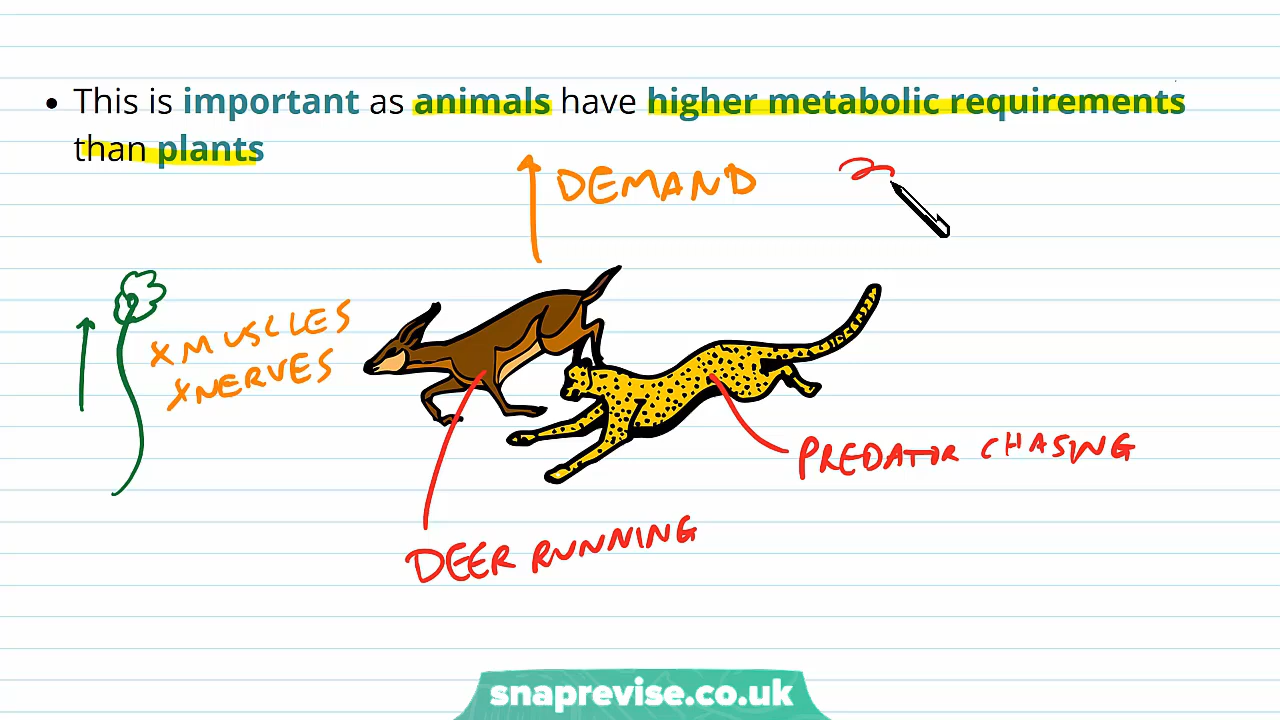 • This is important as animals have higher metabolic requirements
than plants
DEMAND
x MUSCLES
x NERVES
PREDATOR CHASING
DEER RUNNING
snaprevise.co.uk